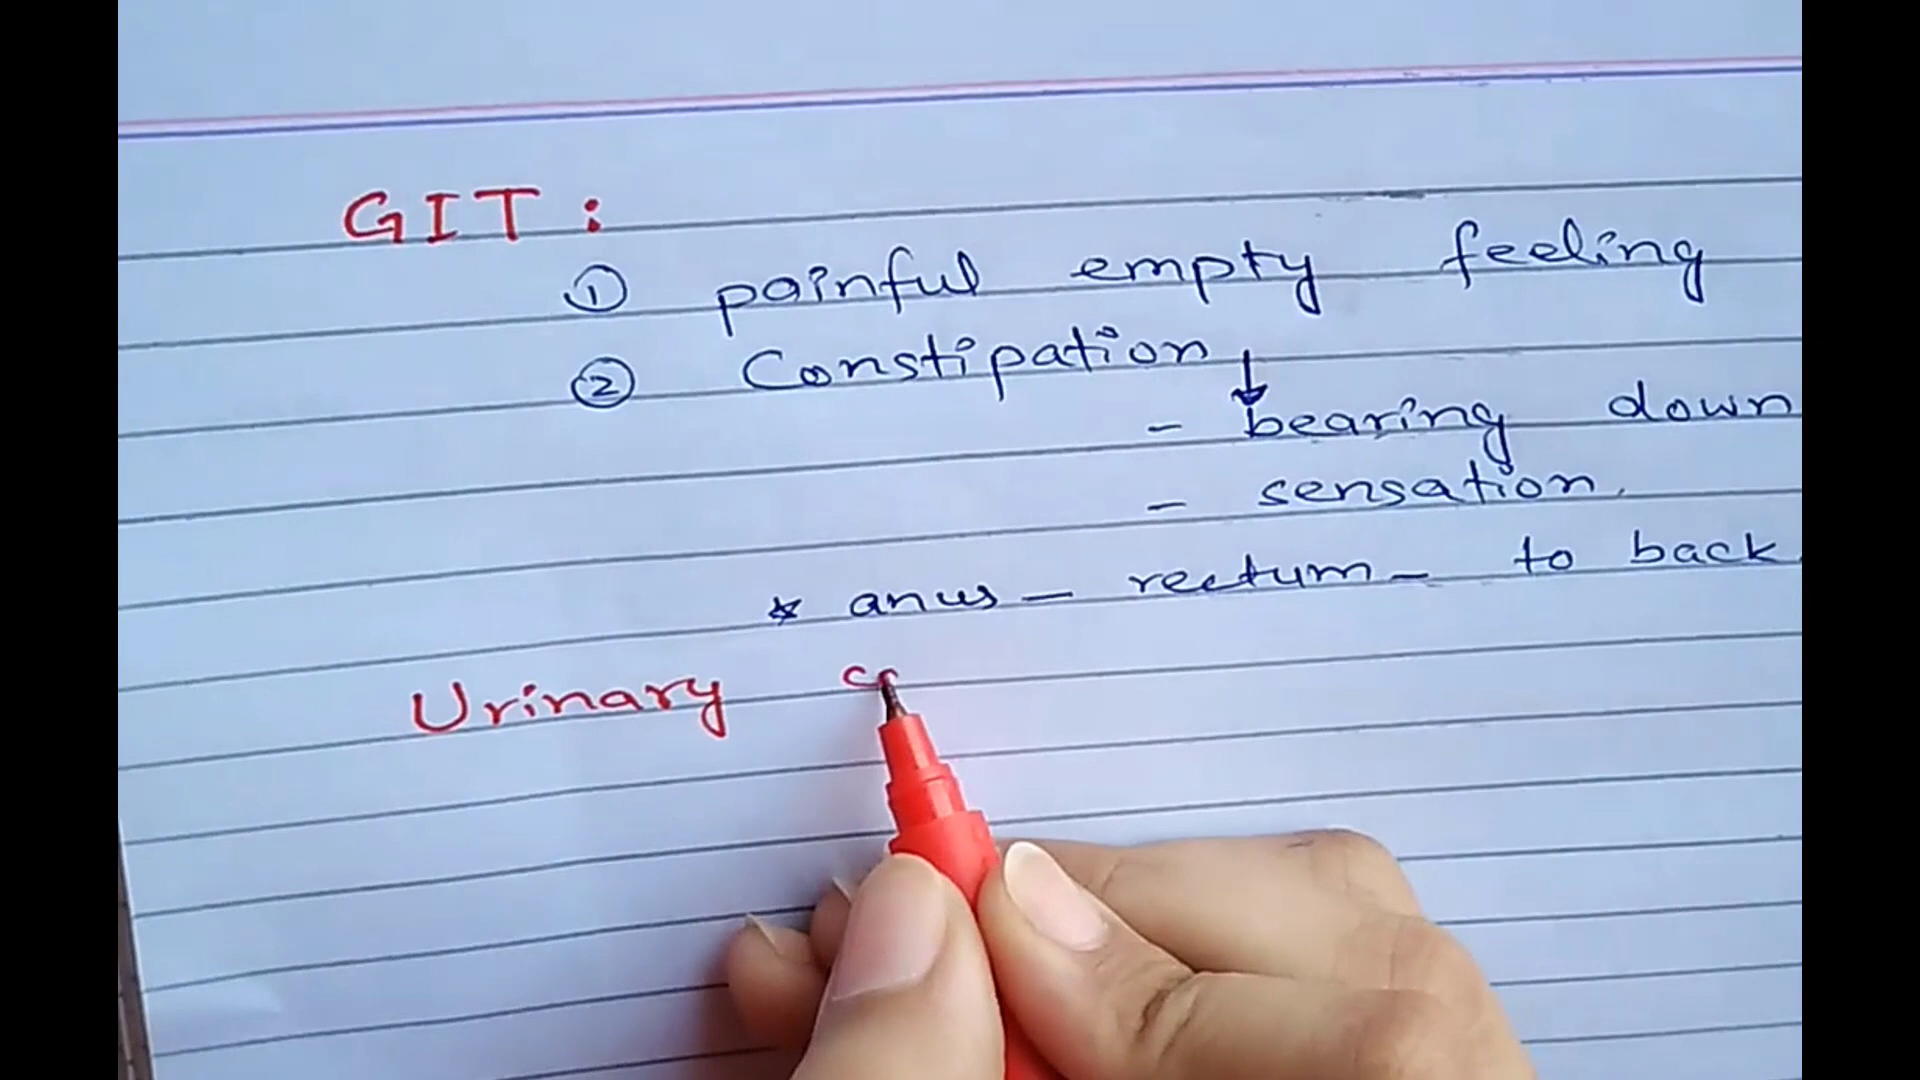 GIT :
① painful empty feeling
② Constipation ↓
- bearing down
- sensation.
* anus - rectum - to back.
Urinary